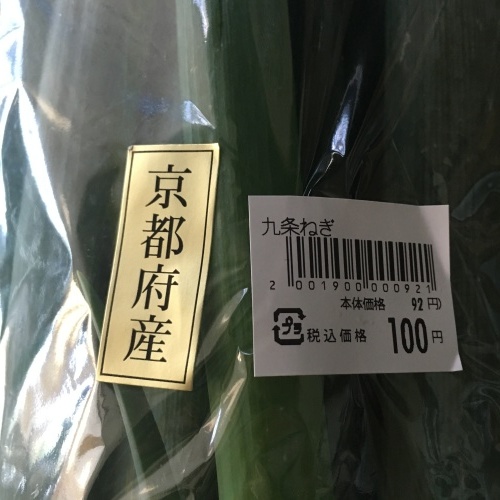 京都府産
九条ねぎ
2 001900 000921
本体価格 92円)
プラ 税込価格 100円